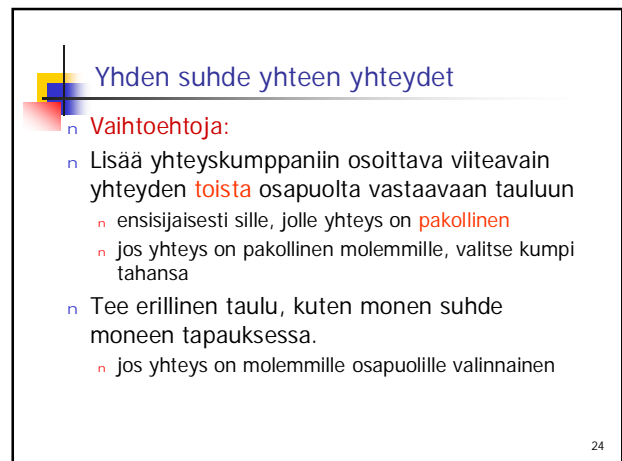 Yhden suhde yhteen yhteydet
n Vaihtoehtoja:
n Lisää yhteyskumppaniin osoittava viiteavain
yhteyden toista osapuolta vastaavaan tauluun
n ensisijaisesti sille, jolle yhteys on pakollinen
n jos yhteys on pakollinen molemmille, valitse kumpi
tahansa
n Tee erillinen taulu, kuten monen suhde
moneen tapauksessa.
n jos yhteys on molemmille osapuolille valinnainen
24